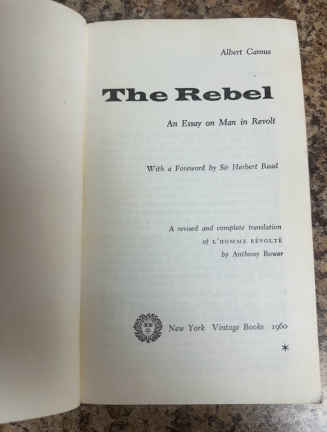 Albert Camus
The Rebel
An Essay on Man in Revolt
With a Foreword by Sir Herbert Read
A revised and complete translation
of L'HOMME RÉVOLTÉ
by Anthony Bower
New York Vintage Books 1960
*